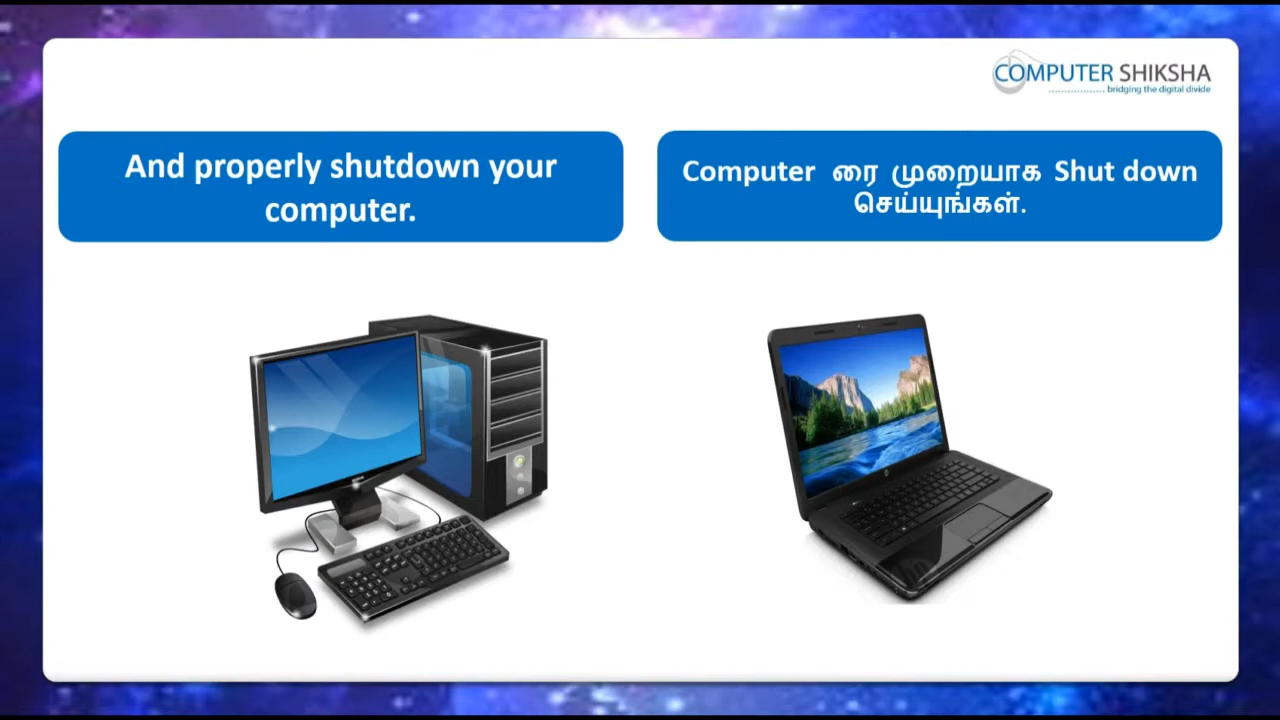 COMPUTER SHIKSHA
bridging the digital divide
And properly shutdown your
computer.
Computer ரை முறையாக Shut down
செய்யுங்கள்.